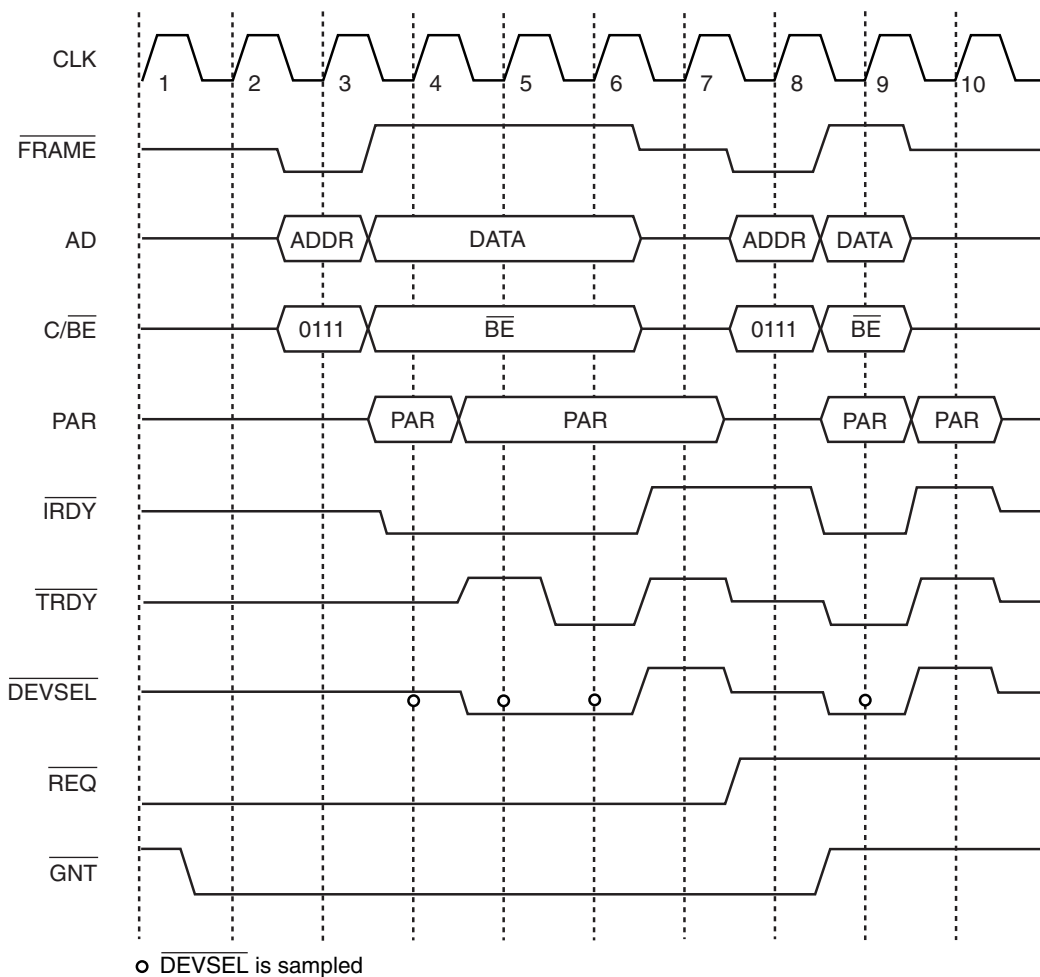 CLK
1 2 3 4 5 6 7 8 9 10
FRAME
AD ADDR DATA ADDR DATA
C/BE 0111 BE 0111 BE
PAR PAR PAR PAR PAR
IRDY
TRDY
DEVSEL
REQ
GNT
DEVSEL is sampled